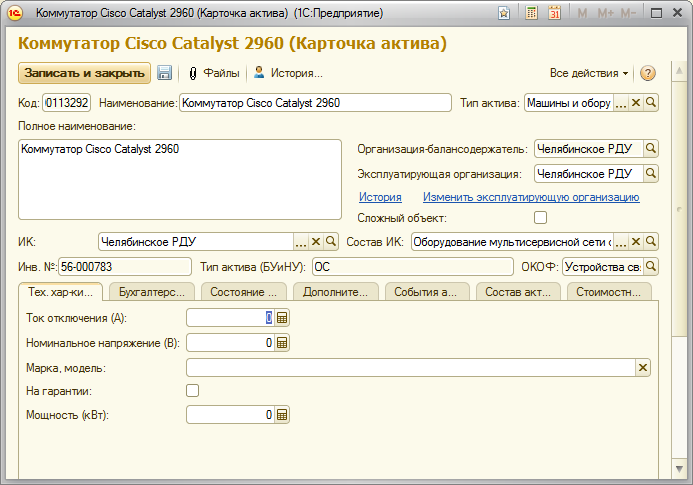 Коммутатор Cisco Catalyst 2960 (Карточка актива) (1С:Предприятие)
31 M M+ M-
Коммутатор Cisco Catalyst 2960 (Карточка актива)
Записать и закрыть Файлы История... Все действия ?
Код: 0113292 Наименование: Коммутатор Cisco Catalyst 2960 Тип актива: Машины и обору ...
Полное наименование:
Коммутатор Cisco Catalyst 2960
Организация-балансодержатель: Челябинское РДУ
Эксплуатирующая организация: Челябинское РДУ
История Изменить эксплуатирующую организацию
Сложный объект:
ИК: Челябинское РДУ ... Состав ИК: Оборудование мультисервисной сети с
Инв. №: 56-000783 Тип актива (БУиНУ): ОС ОКОФ: Устройства свя
Тех. хар-ки... Бухгалтерс... Состояние ... Дополните... События а... Состав акт... Стоимостн...
Ток отключения (А): 0
Номинальное напряжение (В): 0
Марка, модель:
На гарантии:
Мощность (кВт): 0